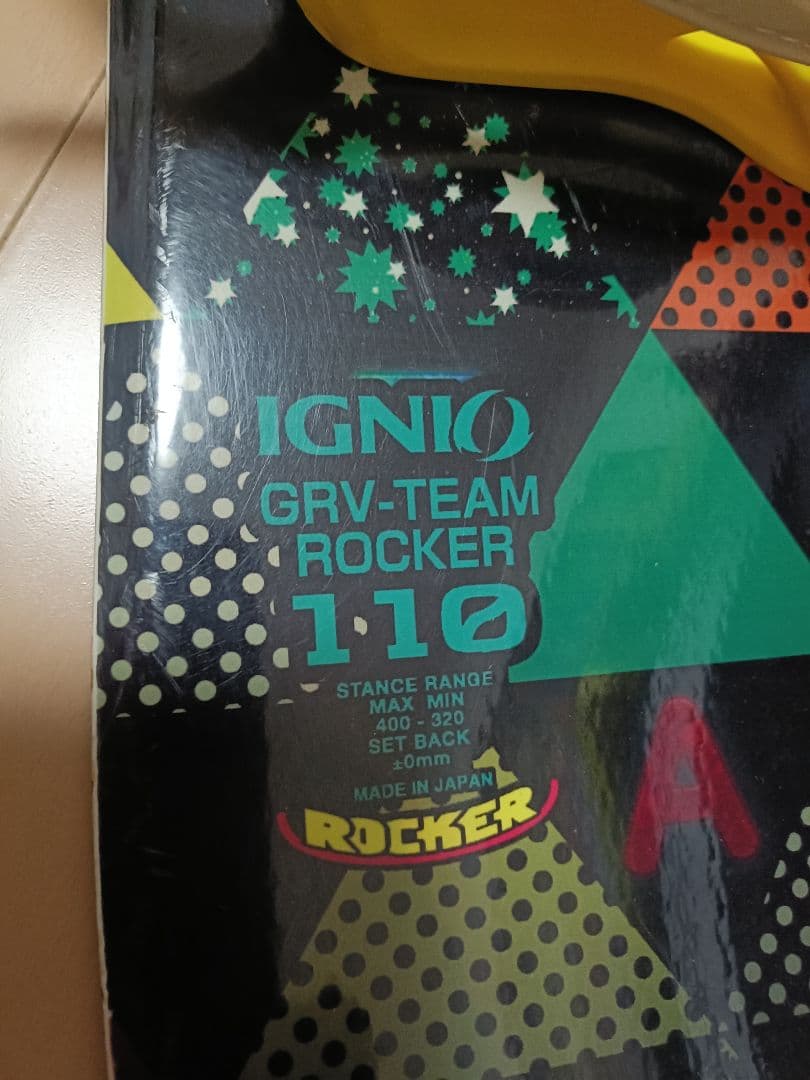 IGNIO
GRV-TEAM
ROCKER
110
STANCE RANGE
MAX MIN
400 - 320
SET BACK
±0mm
MADE IN JAPAN
ROCKER
A